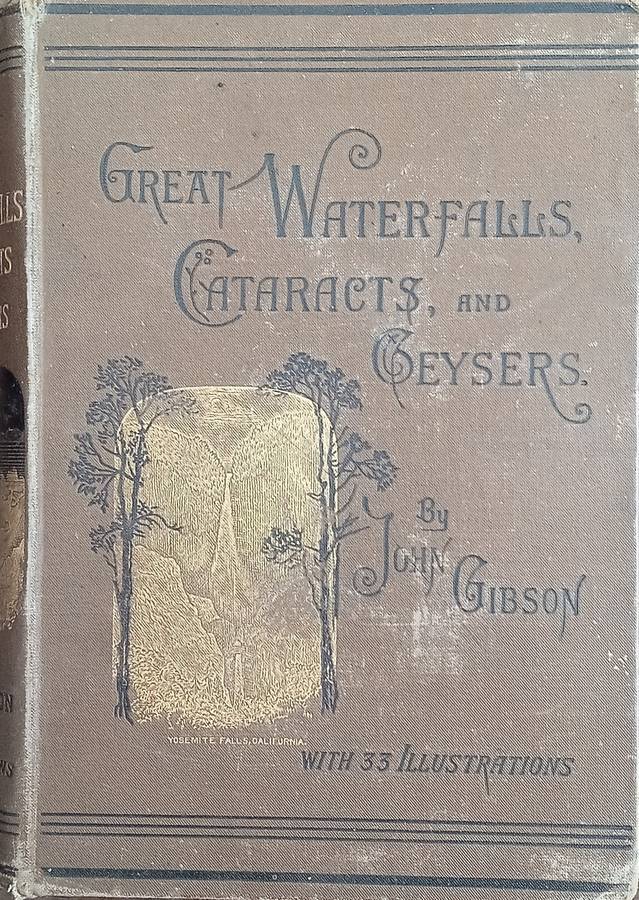 GREAT WATERFALLS,
CATARACTS, AND
GEYSERS.
By
JOHN
GIBSON
YOSEMITE FALLS, CALIFORNIA.
WITH 33 ILLUSTRATIONS